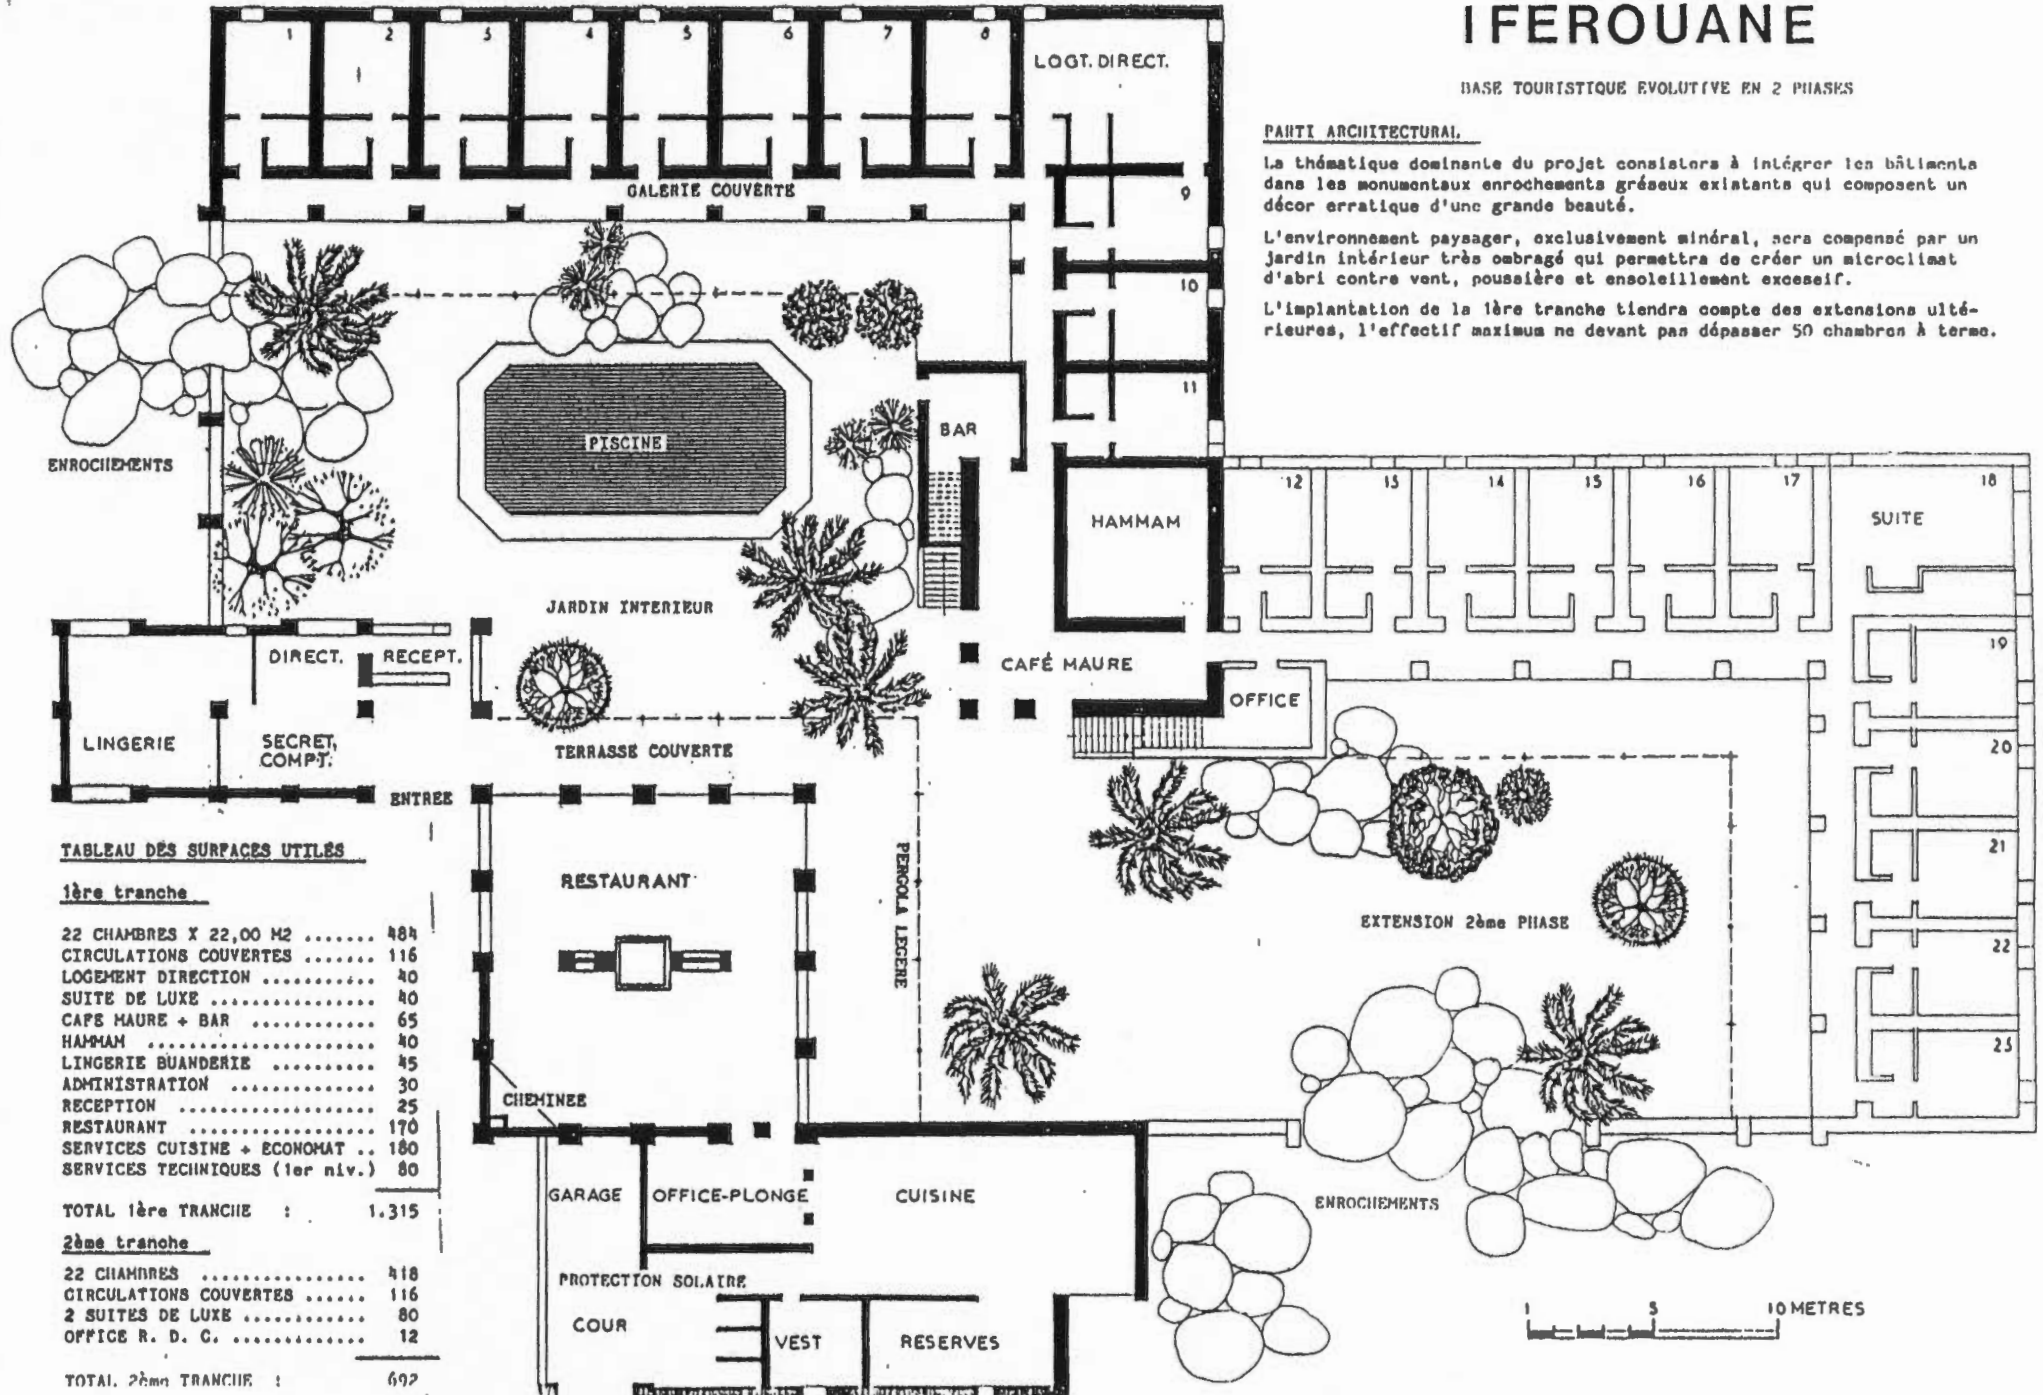 IFEROUANE
BASE TOURISTIQUE EVOLUTIVE EN 2 PHASES
PARTI ARCHITECTURAL
La thématique dominante du projet consistera à intégrer les bâtiments
dans les monumentaux enrochements gréseux existants qui composent un
décor erratique d'une grande beauté.
L'environnement paysager, exclusivement minéral, sera compensé par un
jardin intérieur très ombragé qui permettra de créer un microclimat
d'abri contre vent, poussière et ensoleillement excessif.
L'implantation de la 1ère tranche tiendra compte des extensions ulté-
rieures, l'effectif maximum ne devant pas dépasser 50 chambres à terme.
1 2 3 4 5 6 7 8
LOGT. DIRECT.
GALERIE COUVERTE
9
10
11
ENROCHEMENTS
PISCINE
BAR
HAMMAM
12 13 14 15 16 17 18
SUITE
JARDIN INTERIEUR
DIRECT. RECEPT.
CAFÉ MAURE
OFFICE
19
LINGERIE
SECRET.
COMPT.
TERRASSE COUVERTE
20
ENTREE
RESTAURANT
PERGOLA LEGERE
21
EXTENSION 2ème PHASE
22
23
CHEMINEE
GARAGE
OFFICE-PLONGE
CUISINE
ENROCHEMENTS
PROTECTION SOLAIRE
COUR
VEST
RESERVES
1 5 10 METRES
TABLEAU DES SURFACES UTILES
1ère tranche
22 CHAMBRES X 22,00 M2 ....... 484
CIRCULATIONS COUVERTES ....... 116
LOGEMENT DIRECTION ........... 40
SUITE DE LUXE ................ 40
CAFE MAURE + BAR ............ 65
HAMMAM ...................... 40
LINGERIE BUANDERIE .......... 45
ADMINISTRATION .............. 30
RECEPTION ................... 25
RESTAURANT .................. 170
SERVICES CUISINE + ECONOMAT .. 180
SERVICES TECHNIQUES (1er niv.) 80
TOTAL 1ère TRANCHE : 1.315
2ème tranche
22 CHAMBRES ................. 418
CIRCULATIONS COUVERTES ...... 116
2 SUITES DE LUXE ............ 80
OFFICE R. D. C. ............. 12
TOTAL 2ème TRANCHE : 692